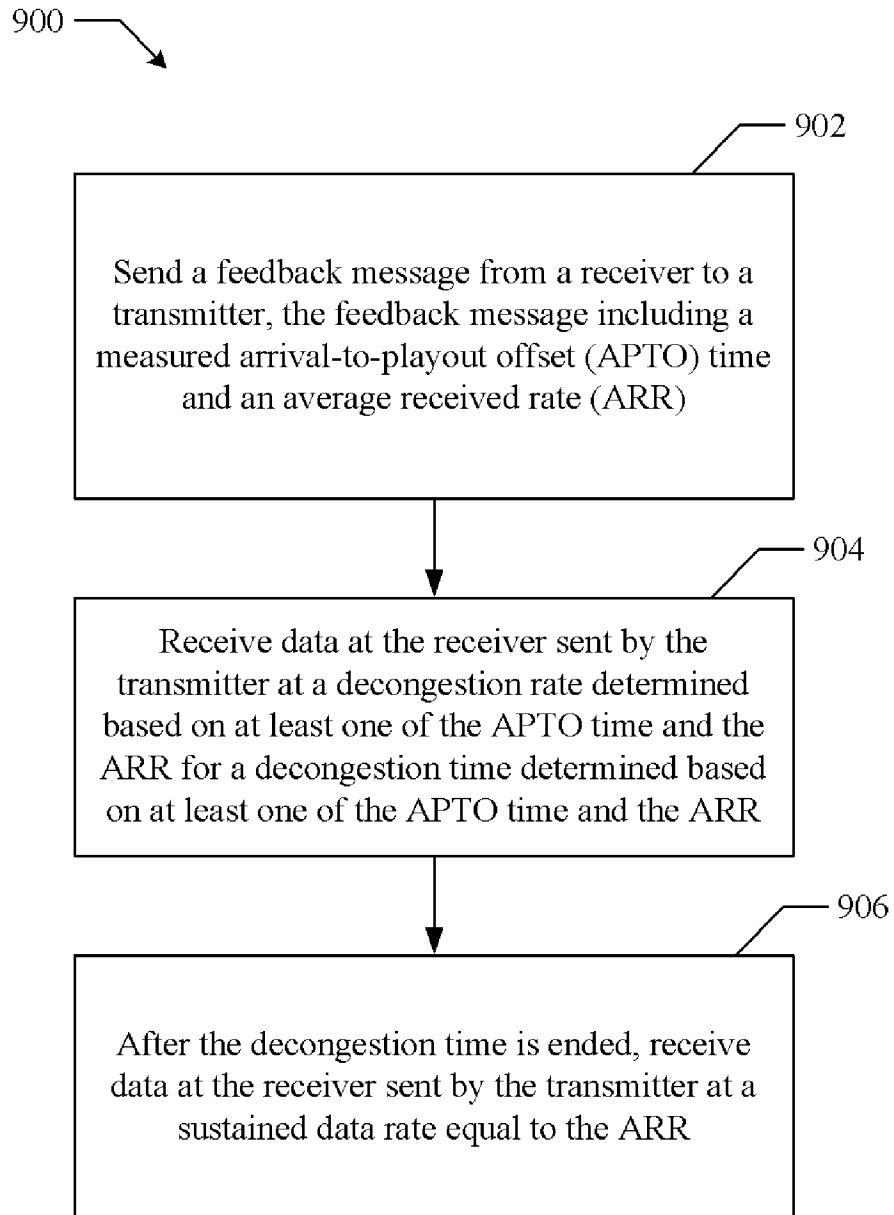 900
902
Send a feedback message from a receiver to a
transmitter, the feedback message including a
measured arrival-to-playout offset (APTO) time
and an average received rate (ARR)
904
Receive data at the receiver sent by the
transmitter at a decongestion rate determined
based on at least one of the APTO time and the
ARR for a decongestion time determined based
on at least one of the APTO time and the ARR
906
After the decongestion time is ended, receive
data at the receiver sent by the transmitter at a
sustained data rate equal to the ARR